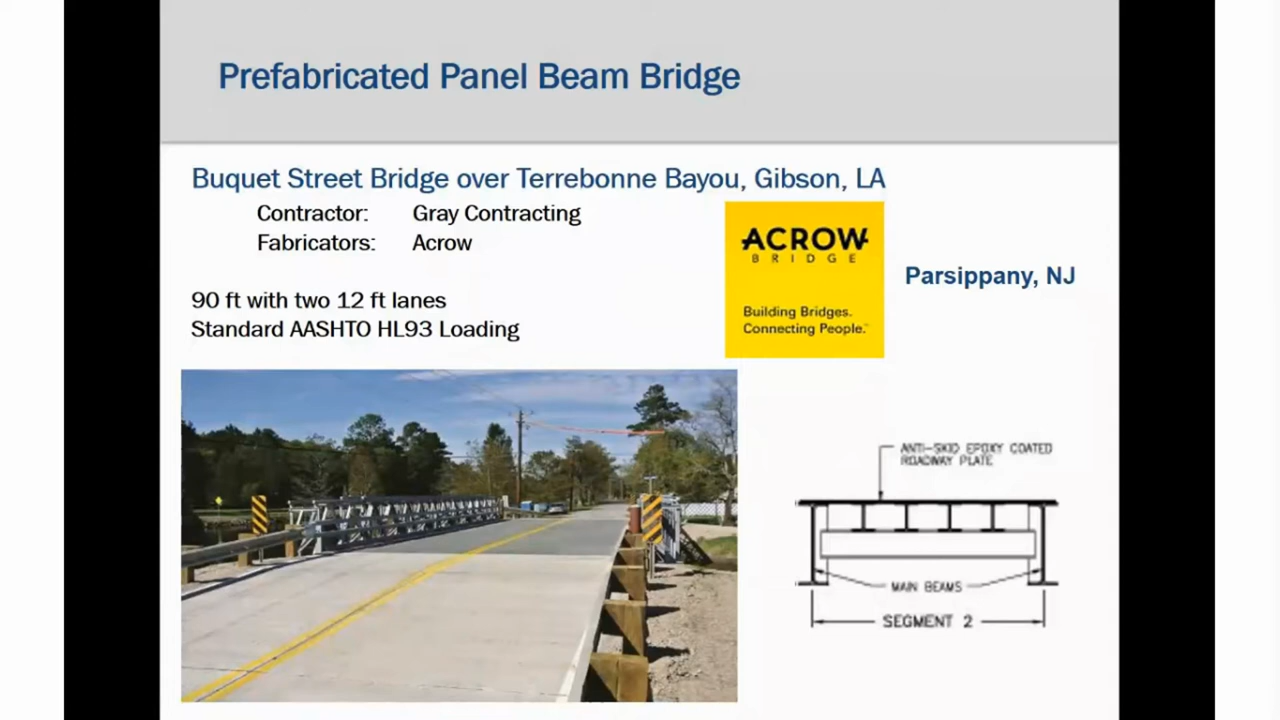 Prefabricated Panel Beam Bridge
Buquet Street Bridge over Terrebonne Bayou, Gibson, LA
Contractor: Gray Contracting
Fabricators: Acrow
90 ft with two 12 ft lanes
Standard AASHTO HL93 Loading
ACROW
BRIDGE
Building Bridges.
Connecting People.
Parsippany, NJ
ANTI-SKID EPOXY COATED
ROADWAY PLATE
MAIN BEAMS
SEGMENT 2